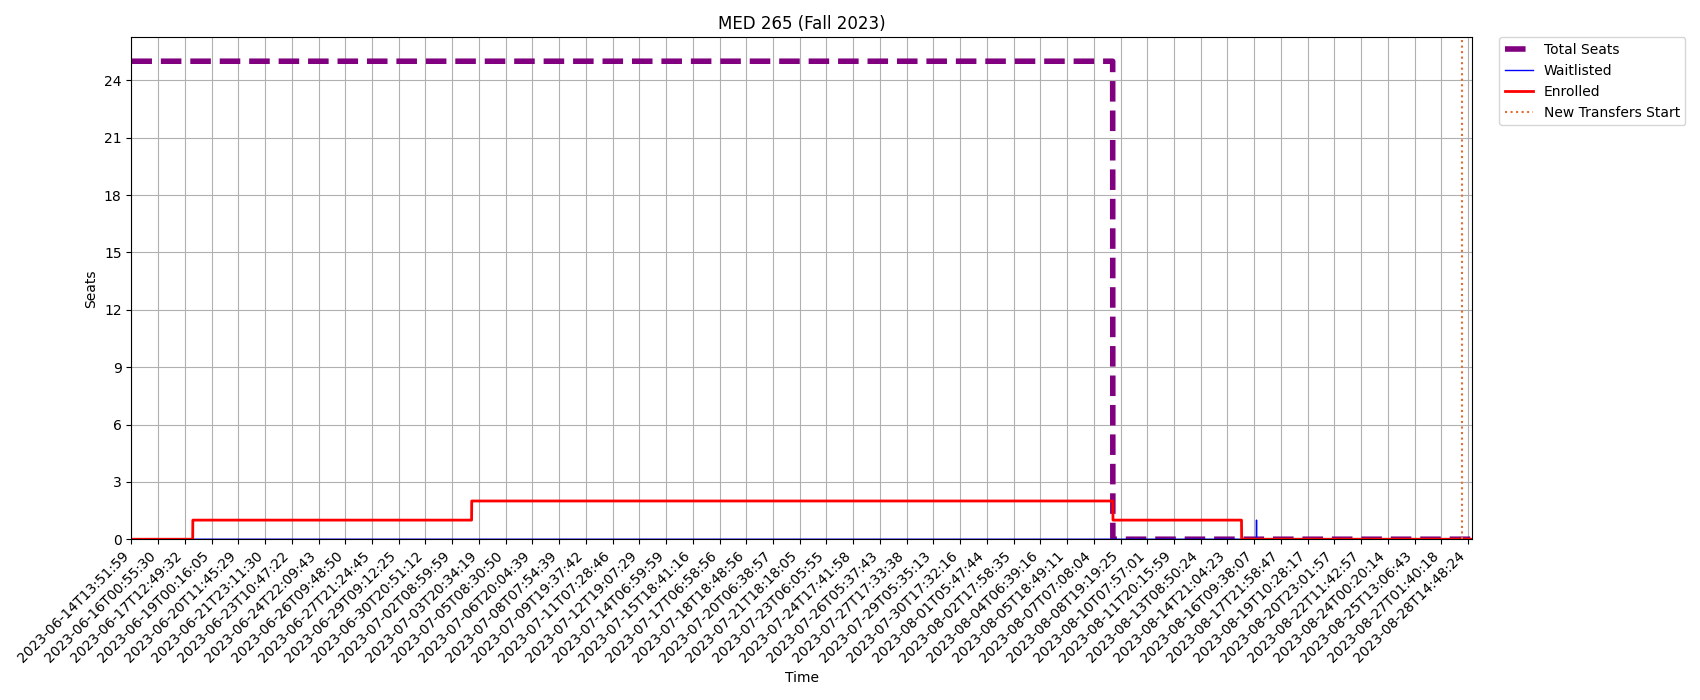 MED 265 (Fall 2023)
Total Seats
Waitlisted
Enrolled
New Transfers Start
Seats
24
21
18
15
12
9
6
3
0
2023-06-14T13:51:59
2023-06-16T00:55:30
2023-06-17T12:49:32
2023-06-19T00:16:05
2023-06-20T11:45:29
2023-06-21T23:11:30
2023-06-23T10:47:22
2023-06-24T22:09:43
2023-06-26T09:48:50
2023-06-27T21:24:45
2023-06-29T09:12:25
2023-06-30T20:51:12
2023-07-02T08:59:59
2023-07-03T20:34:19
2023-07-05T08:30:50
2023-07-06T20:04:39
2023-07-08T07:54:39
2023-07-09T19:37:42
2023-07-11T07:28:46
2023-07-12T19:07:29
2023-07-14T06:59:59
2023-07-15T18:41:16
2023-07-17T06:58:56
2023-07-18T18:48:56
2023-07-20T06:38:57
2023-07-21T18:18:05
2023-07-23T06:05:55
2023-07-24T17:41:58
2023-07-26T05:37:43
2023-07-27T17:33:38
2023-07-29T05:35:13
2023-07-30T17:32:16
2023-08-01T05:47:44
2023-08-02T17:58:35
2023-08-04T06:39:16
2023-08-05T18:49:11
2023-08-07T07:08:04
2023-08-08T19:19:25
2023-08-10T07:57:01
2023-08-11T20:15:59
2023-08-13T08:50:24
2023-08-14T21:04:23
2023-08-16T09:38:07
2023-08-17T21:58:47
2023-08-19T10:28:17
2023-08-20T23:01:57
2023-08-22T11:42:57
2023-08-24T00:20:14
2023-08-25T13:06:43
2023-08-27T01:40:18
2023-08-28T14:48:24
Time